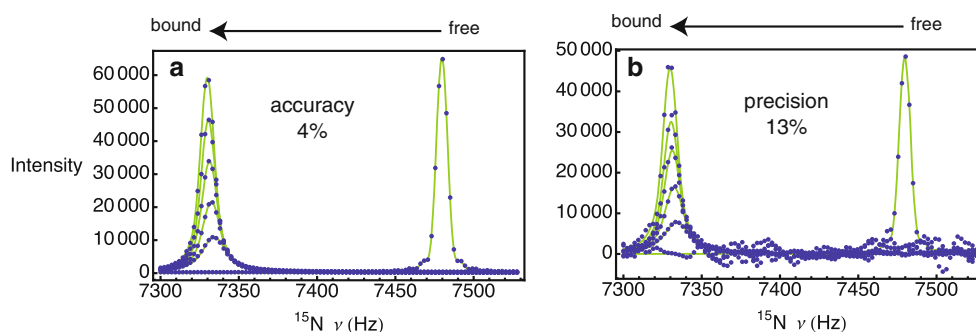 bound free
a
accuracy
4%
Intensity
60 000
50 000
40 000
30 000
20 000
10 000
0
7300 7350 7400 7450 7500
15N ν (Hz)
bound free
b
precision
13%
50 000
40 000
30 000
20 000
10 000
0
7300 7350 7400 7450 7500
15N ν (Hz)